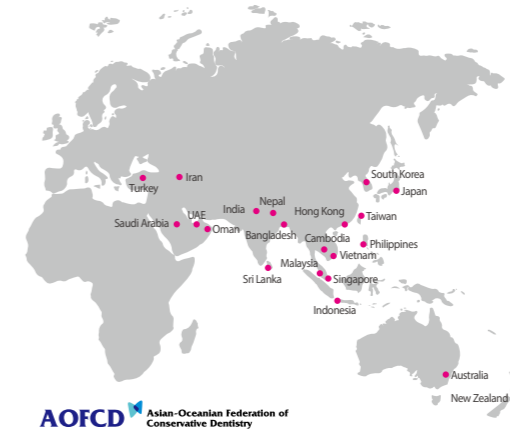 South Korea
Iran
Turkey
Japan
Nepal
India
Hong Kong
UAE
Taiwan
Saudi Arabia
Oman
Bangladesh
Cambodia
Philippines
Vietnam
Malaysia
Sri Lanka
Singapore
Indonesia
Australia
New Zealand
AOFCD Asian-Oceanian Federation of
Conservative Dentistry